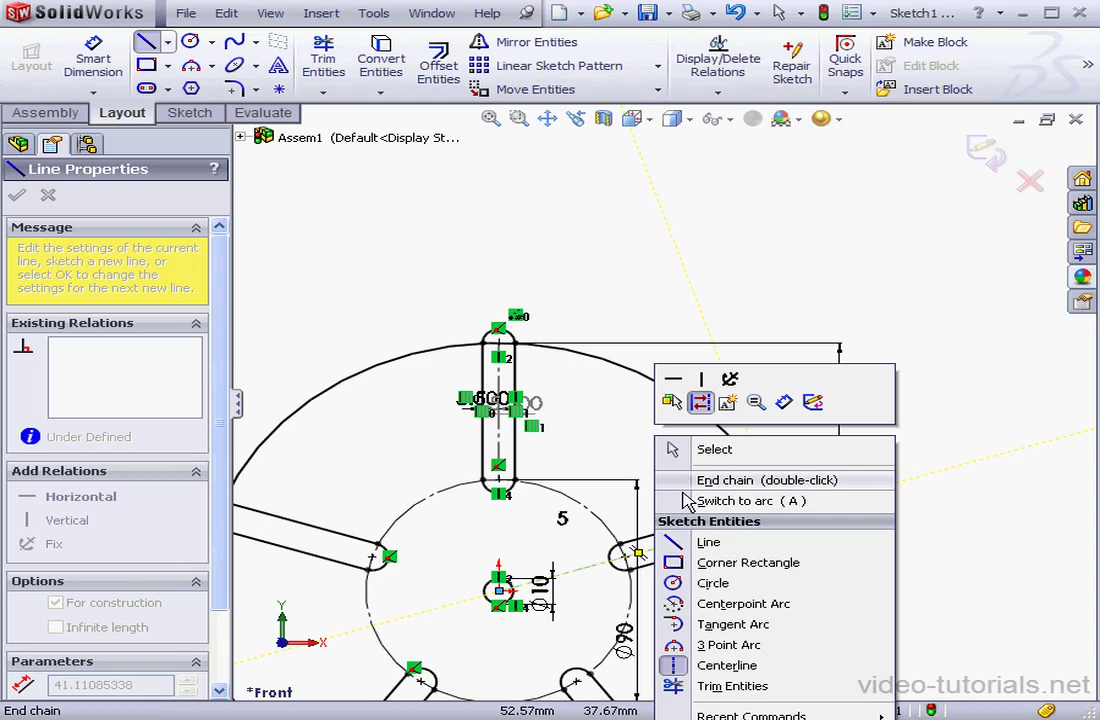 SolidWorks File Edit View Insert Tools Window Help Sketch1 ...
Layout Smart Dimension Trim Entities Convert Entities Offset Entities Mirror Entities Linear Sketch Pattern Move Entities Display/Delete Relations Repair Sketch Quick Snaps Make Block Edit Block Insert Block
Assembly Layout Sketch Evaluate
Assem1 (Default<Display St...
Line Properties ?
Message
Edit the settings of the current
line, sketch a new line, or
select OK to change the
settings for the next new line.
Existing Relations
Under Defined
Add Relations
Horizontal
Vertical
Fix
Options
For construction
Infinite length
Parameters
41.11085338
End chain
5
Ø10
Ø90
Y
X
*Front
Select
End chain (double-click)
Switch to arc ( A )
Sketch Entities
Line
Corner Rectangle
Circle
Centerpoint Arc
Tangent Arc
3 Point Arc
Centerline
Trim Entities
Recent Commands
52.57mm 37.67mm
video-tutorials.net